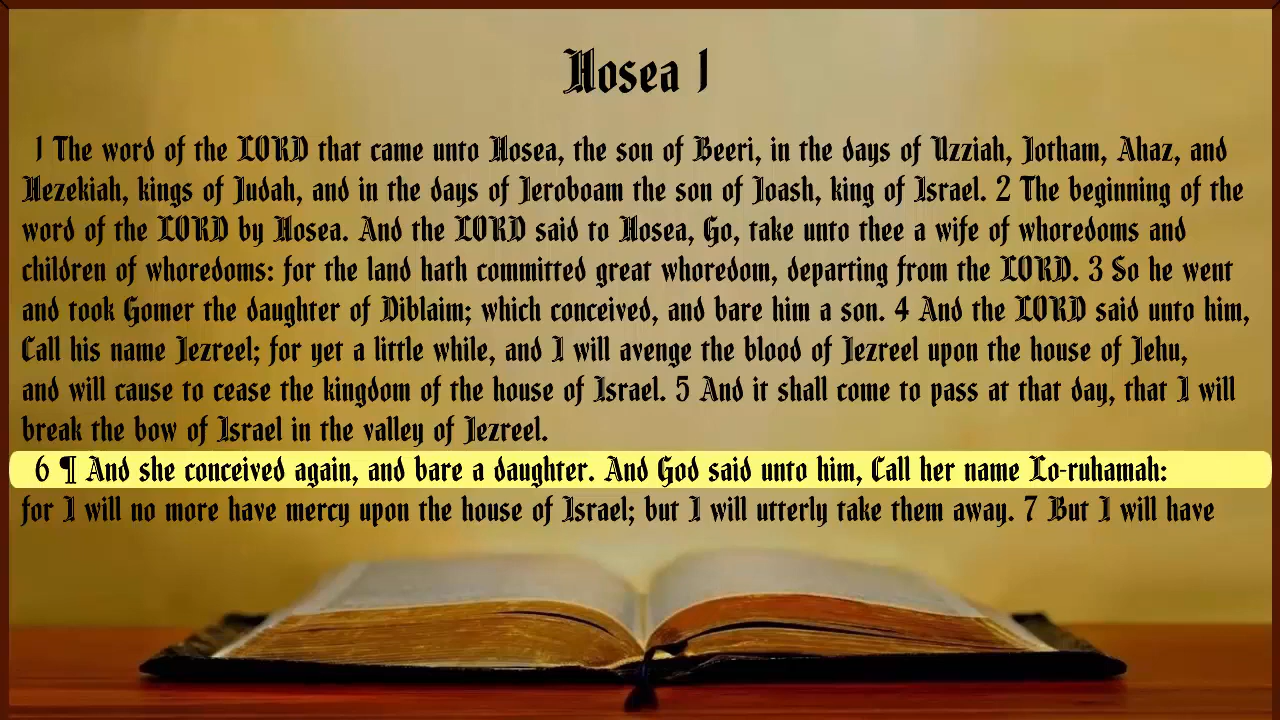 Hosea 1
1 The word of the LORD that came unto Hosea, the son of Beeri, in the days of Uzziah, Jotham, Ahaz, and
Hezekiah, kings of Judah, and in the days of Jeroboam the son of Joash, king of Israel. 2 The beginning of the
word of the LORD by Hosea. And the LORD said to Hosea, Go, take unto thee a wife of whoredoms and
children of whoredoms: for the land hath committed great whoredom, departing from the LORD. 3 So he went
and took Gomer the daughter of Diblaim; which conceived, and bare him a son. 4 And the LORD said unto him,
Call his name Jezreel; for yet a little while, and I will avenge the blood of Jezreel upon the house of Jehu,
and will cause to cease the kingdom of the house of Israel. 5 And it shall come to pass at that day, that I will
break the bow of Israel in the valley of Jezreel.
6 ¶ And she conceived again, and bare a daughter. And God said unto him, Call her name Lo-ruhamah:
for I will no more have mercy upon the house of Israel; but I will utterly take them away. 7 But I will have